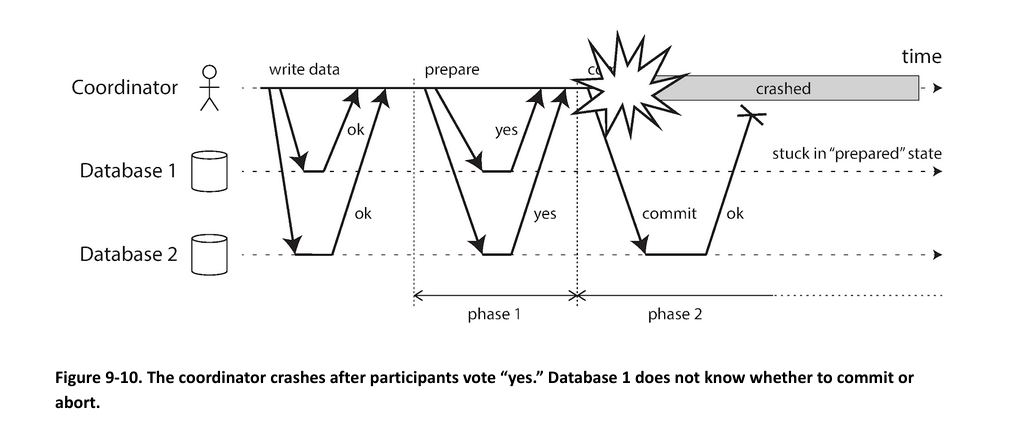 time
write data
prepare
Coordinator
crashed
ok
yes
stuck in “prepared” state
Database 1
ok
yes
commit
ok
Database 2
phase 1
phase 2
Figure 9-10. The coordinator crashes after participants vote “yes.” Database 1 does not know whether to commit or
abort.